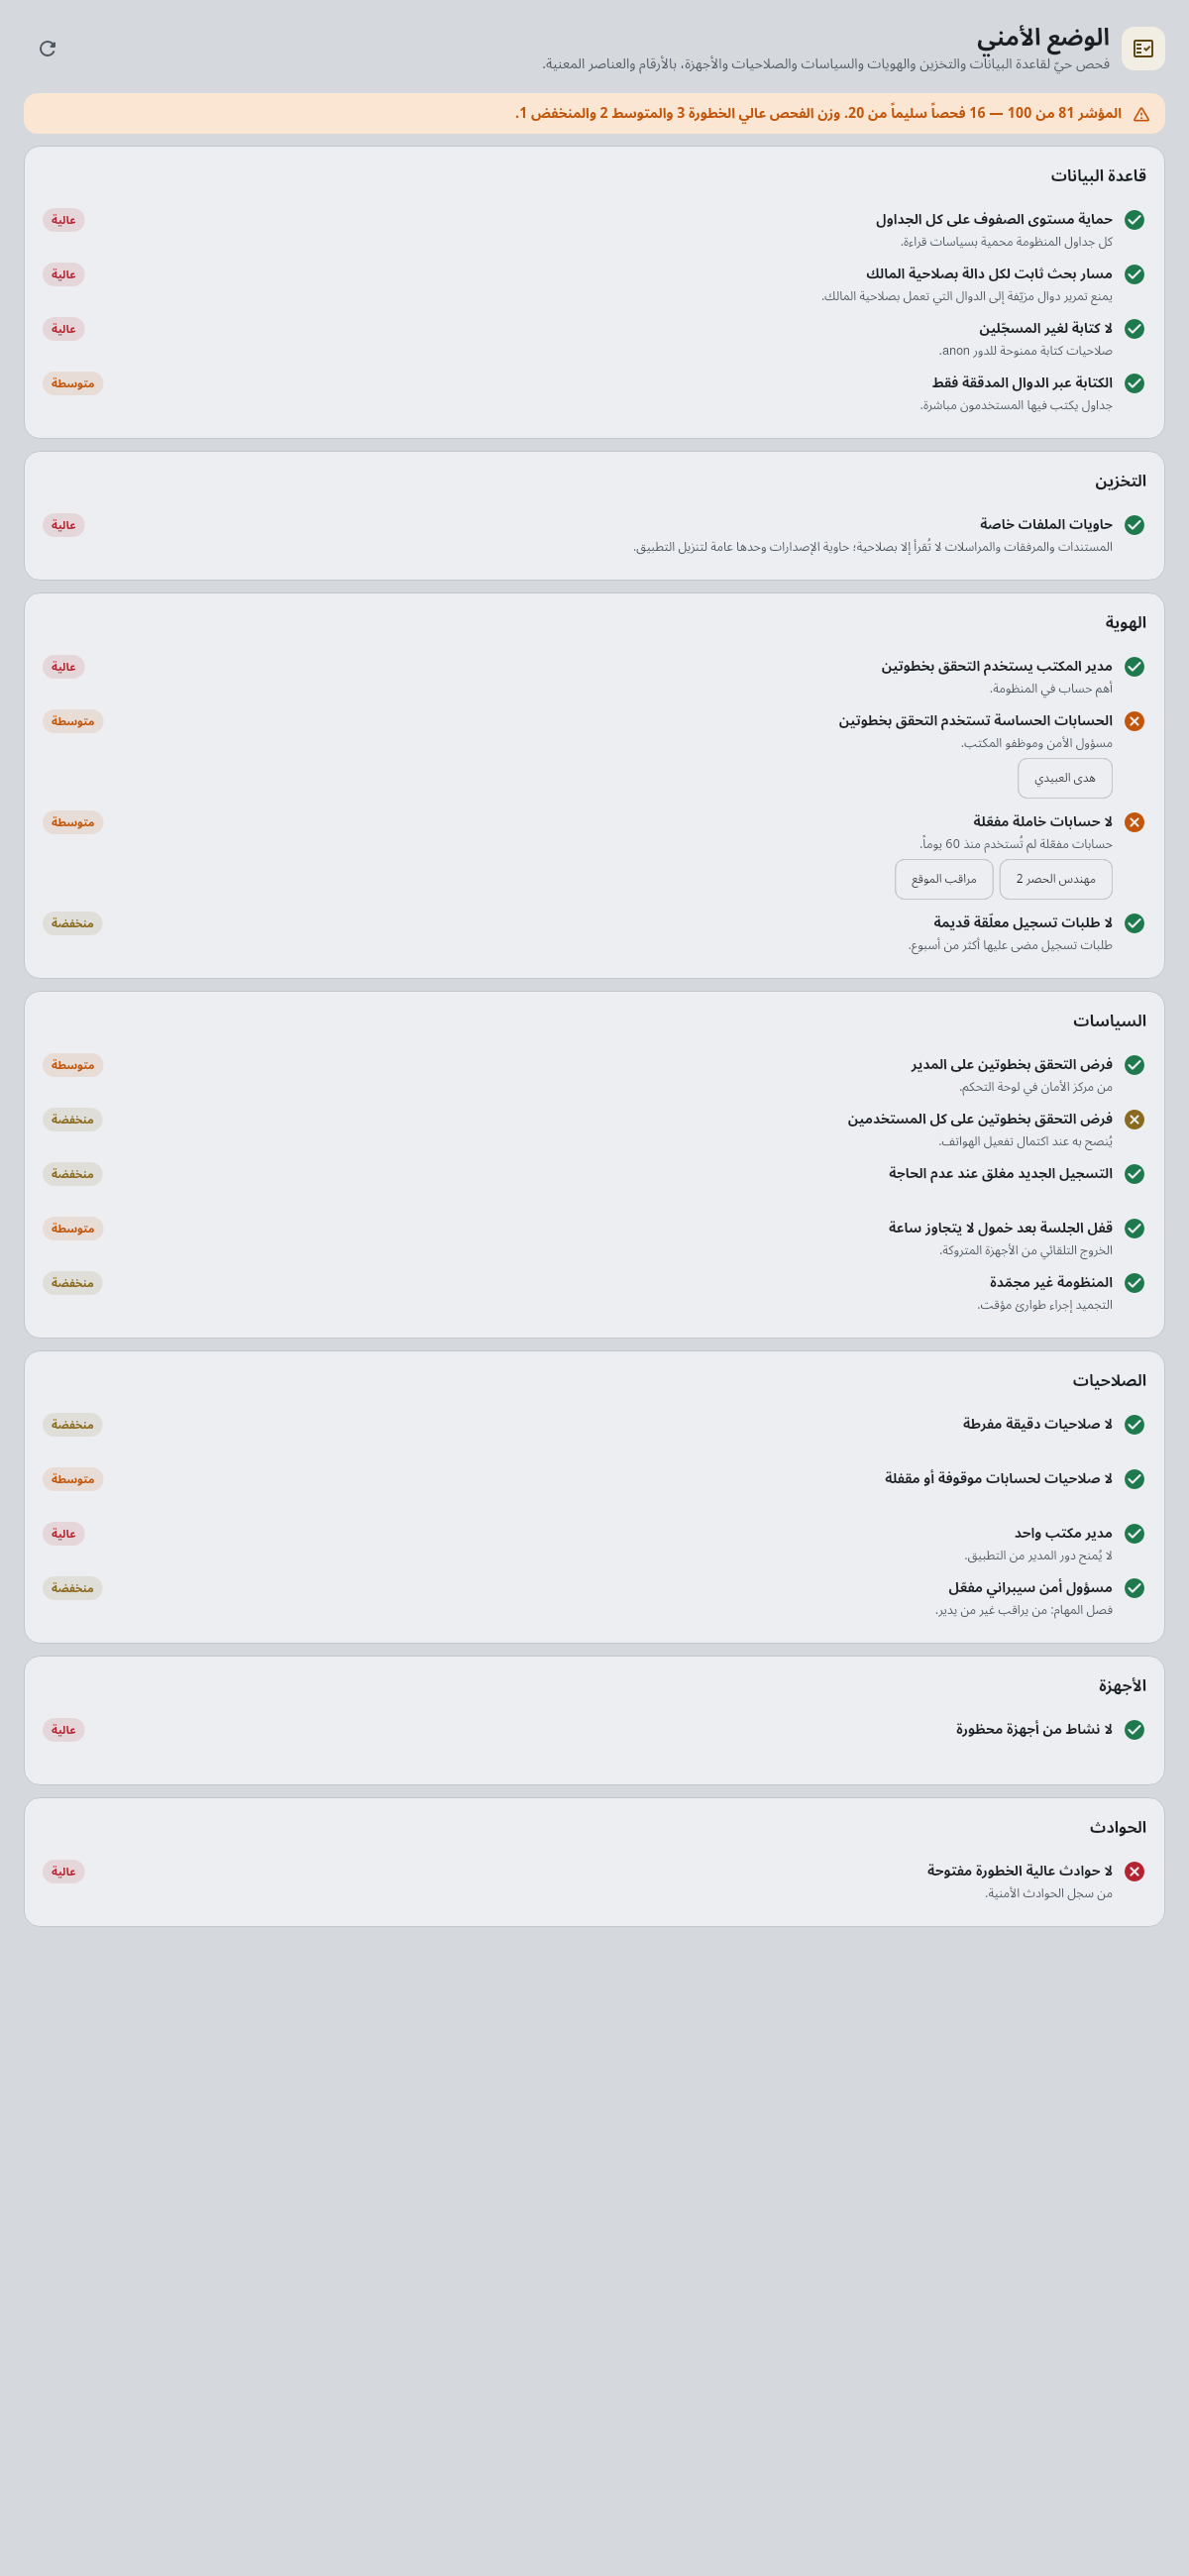 الوضع الأمني
فحص حيّ لقاعدة البيانات والتخزين والهويات والسياسات والصلاحيات والأجهزة، بالأرقام والعناصر المعنية.
المؤشر 81 من 100 — 16 فحصاً سليماً من 20. وزن الفحص عالي الخطورة 3 والمتوسط 2 والمنخفض 1.
قاعدة البيانات
حماية مستوى الصفوف على كل الجداول
عالية
كل جداول المنظومة محمية بسياسات قراءة.
مسار بحث ثابت لكل دالة بصلاحية المالك
عالية
يمنع تمرير دوال مزيّفة إلى الدوال التي تعمل بصلاحية المالك.
لا كتابة لغير المسجّلين
عالية
صلاحيات كتابة ممنوحة للدور anon.
الكتابة عبر الدوال المدققة فقط
متوسطة
جداول يكتب فيها المستخدمون مباشرة.
التخزين
حاويات الملفات خاصة
عالية
المستندات والمرفقات والمراسلات لا تُقرأ إلا بصلاحية؛ حاوية الإصدارات وحدها عامة لتنزيل التطبيق.
الهوية
مدير المكتب يستخدم التحقق بخطوتين
عالية
أهم حساب في المنظومة.
الحسابات الحساسة تستخدم التحقق بخطوتين
متوسطة
مسؤول الأمن وموظفو المكتب.
هدى العبيدي
لا حسابات خاملة مفعّلة
متوسطة
حسابات مفعّلة لم تُستخدم منذ 60 يوماً.
مهندس الحصر 2
مراقب الموقع
لا طلبات تسجيل معلّقة قديمة
منخفضة
طلبات تسجيل مضى عليها أكثر من أسبوع.
السياسات
فرض التحقق بخطوتين على المدير
متوسطة
من مركز الأمان في لوحة التحكم.
فرض التحقق بخطوتين على كل المستخدمين
منخفضة
يُنصح به عند اكتمال تفعيل الهواتف.
التسجيل الجديد مغلق عند عدم الحاجة
منخفضة
قفل الجلسة بعد خمول لا يتجاوز ساعة
متوسطة
الخروج التلقائي من الأجهزة المتروكة.
المنظومة غير مجمّدة
منخفضة
التجميد إجراء طوارئ مؤقت.
الصلاحيات
لا صلاحيات دقيقة مفرطة
منخفضة
لا صلاحيات لحسابات موقوفة أو مقفلة
متوسطة
مدير مكتب واحد
عالية
لا يُمنح دور المدير من التطبيق.
مسؤول أمن سيبراني مفعّل
منخفضة
فصل المهام: من يراقب غير من يدير.
الأجهزة
لا نشاط من أجهزة محظورة
عالية
الحوادث
لا حوادث عالية الخطورة مفتوحة
عالية
من سجل الحوادث الأمنية.